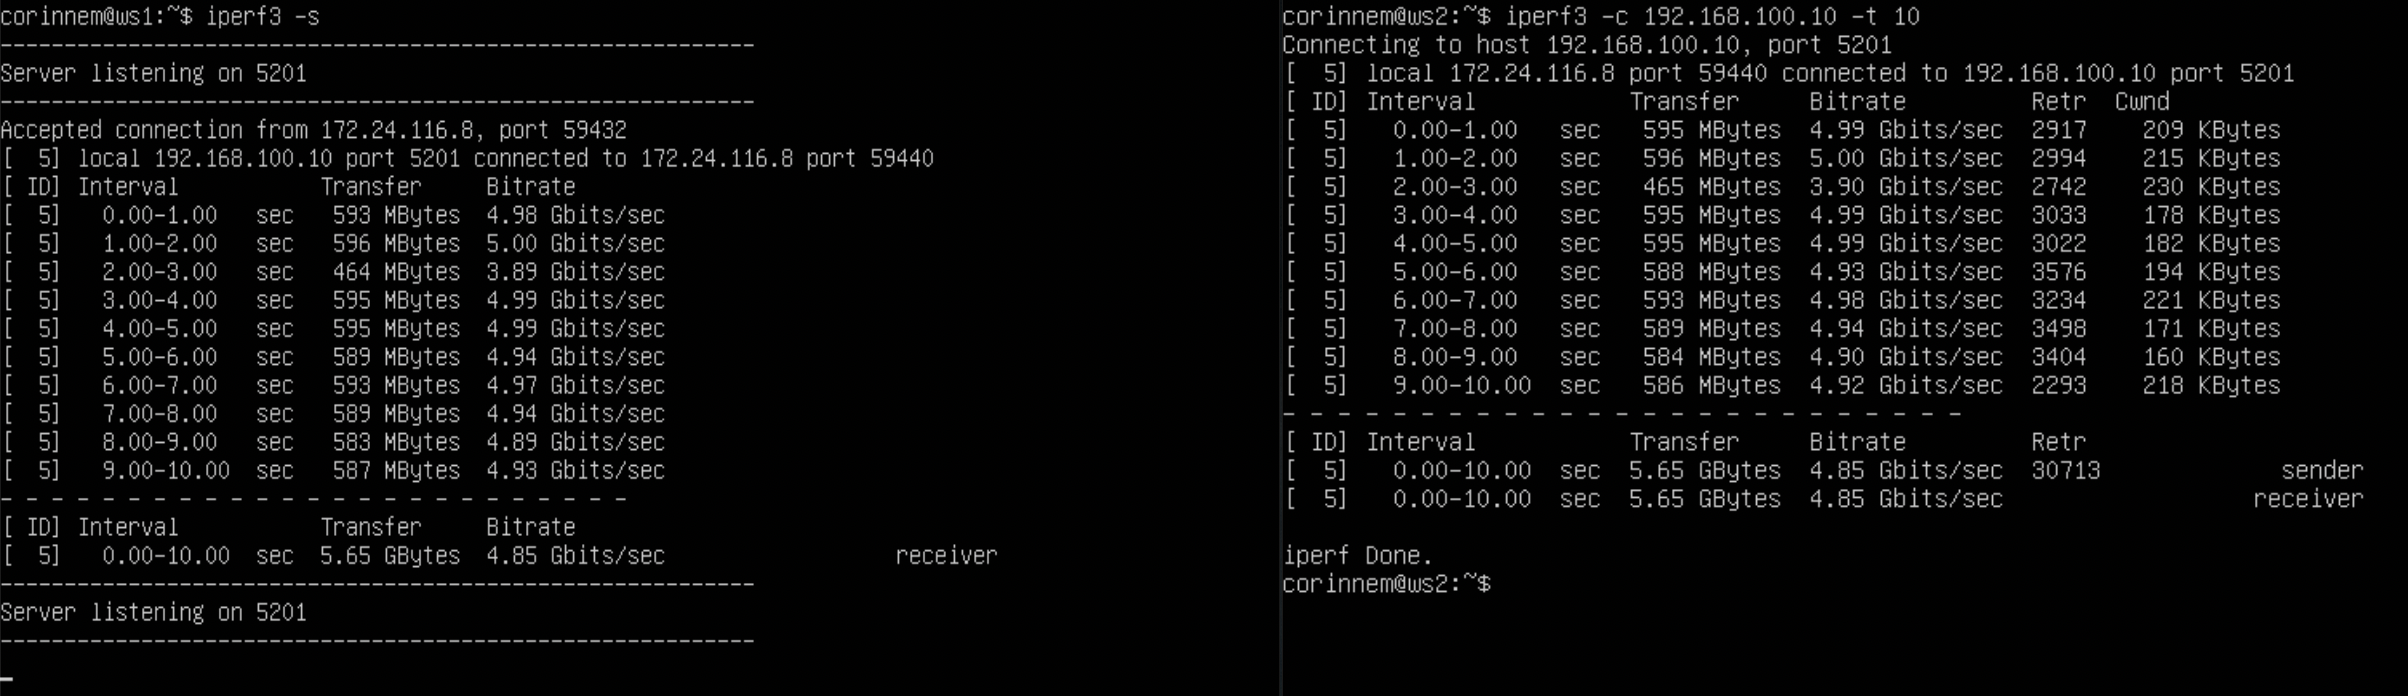 corinnem@ws1:~$ iperf3 -s
-----------------------------------------------------------
Server listening on 5201
-----------------------------------------------------------
Accepted connection from 172.24.116.8, port 59432
[  5] local 192.168.100.10 port 5201 connected to 172.24.116.8 port 59440
[ ID] Interval           Transfer     Bitrate
[  5]   0.00-1.00   sec   593 MBytes  4.98 Gbits/sec
[  5]   1.00-2.00   sec   596 MBytes  5.00 Gbits/sec
[  5]   2.00-3.00   sec   464 MBytes  3.89 Gbits/sec
[  5]   3.00-4.00   sec   595 MBytes  4.99 Gbits/sec
[  5]   4.00-5.00   sec   595 MBytes  4.99 Gbits/sec
[  5]   5.00-6.00   sec   589 MBytes  4.94 Gbits/sec
[  5]   6.00-7.00   sec   593 MBytes  4.97 Gbits/sec
[  5]   7.00-8.00   sec   589 MBytes  4.94 Gbits/sec
[  5]   8.00-9.00   sec   583 MBytes  4.89 Gbits/sec
[  5]   9.00-10.00  sec   587 MBytes  4.93 Gbits/sec
- - - - - - - - - - - - - - - - - - - - - - - - -
[ ID] Interval           Transfer     Bitrate
[  5]   0.00-10.00  sec  5.65 GBytes  4.85 Gbits/sec                  receiver
-----------------------------------------------------------
Server listening on 5201
-----------------------------------------------------------
corinnem@ws2:~$ iperf3 -c 192.168.100.10 -t 10
Connecting to host 192.168.100.10, port 5201
[  5] local 172.24.116.8 port 59440 connected to 192.168.100.10 port 5201
[ ID] Interval           Transfer     Bitrate         Retr  Cwnd
[  5]   0.00-1.00   sec   595 MBytes  4.99 Gbits/sec  2917    209 KBytes
[  5]   1.00-2.00   sec   596 MBytes  5.00 Gbits/sec  2994    215 KBytes
[  5]   2.00-3.00   sec   465 MBytes  3.90 Gbits/sec  2742    230 KBytes
[  5]   3.00-4.00   sec   595 MBytes  4.99 Gbits/sec  3033    178 KBytes
[  5]   4.00-5.00   sec   595 MBytes  4.99 Gbits/sec  3022    182 KBytes
[  5]   5.00-6.00   sec   588 MBytes  4.93 Gbits/sec  3576    194 KBytes
[  5]   6.00-7.00   sec   593 MBytes  4.98 Gbits/sec  3234    221 KBytes
[  5]   7.00-8.00   sec   589 MBytes  4.94 Gbits/sec  3498    171 KBytes
[  5]   8.00-9.00   sec   584 MBytes  4.90 Gbits/sec  3404    160 KBytes
[  5]   9.00-10.00  sec   586 MBytes  4.92 Gbits/sec  2293    218 KBytes
- - - - - - - - - - - - - - - - - - - - - - - - -
[ ID] Interval           Transfer     Bitrate         Retr
[  5]   0.00-10.00  sec  5.65 GBytes  4.85 Gbits/sec  30713             sender
[  5]   0.00-10.00  sec  5.65 GBytes  4.85 Gbits/sec                  receiver
iperf Done.
corinnem@ws2:~$